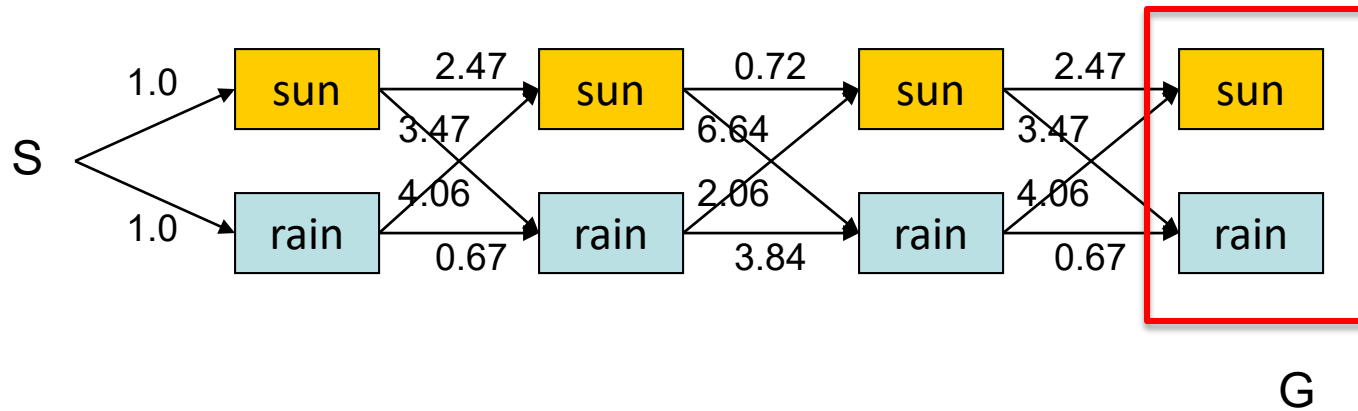 2.47 0.72 2.47
1.0 sun sun sun sun
3.47 6.64 3.47
S
4.06 2.06 4.06
1.0 rain rain rain rain
0.67 3.84 0.67
G